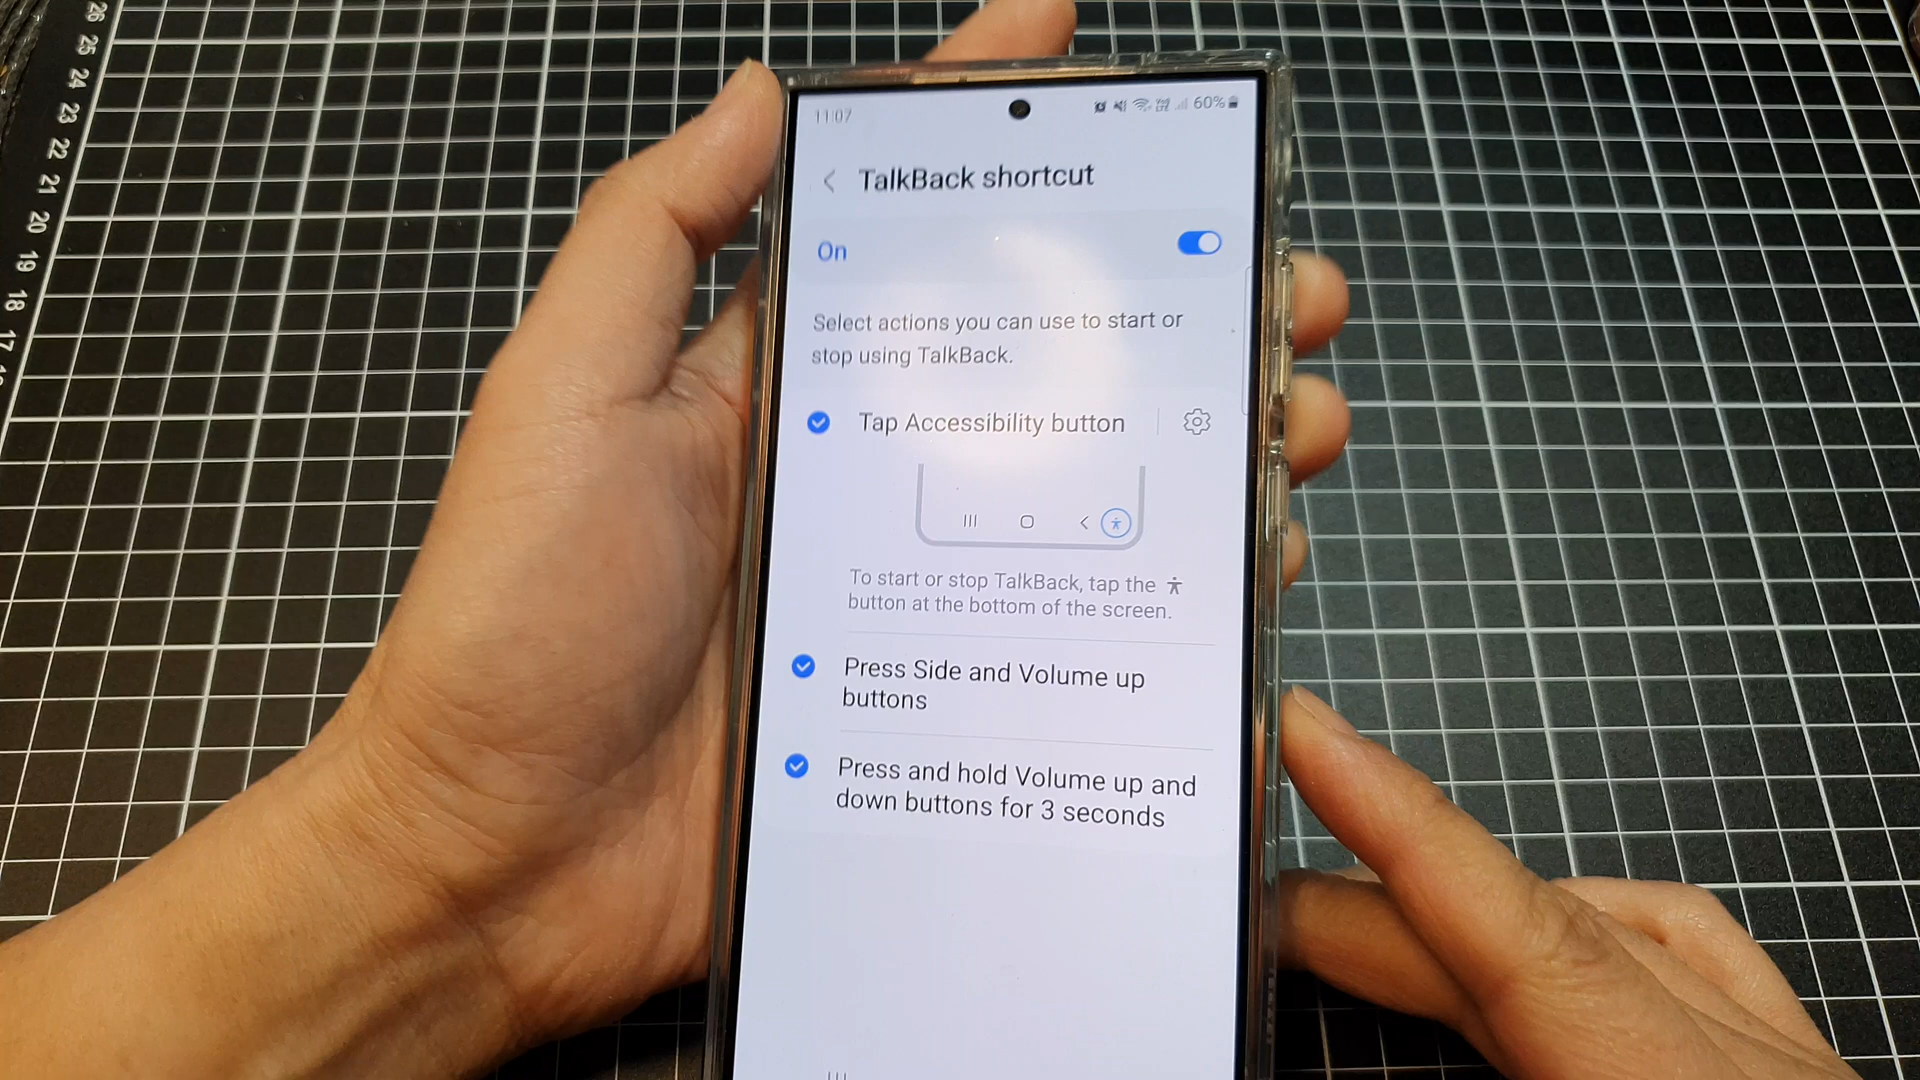 26
25
24
23
22
21
20
19
18
17
11:07
60%
TalkBack shortcut
On
Select actions you can use to start or
stop using TalkBack.
Tap Accessibility button
To start or stop TalkBack, tap the
button at the bottom of the screen.
Press Side and Volume up
buttons
Press and hold Volume up and
down buttons for 3 seconds